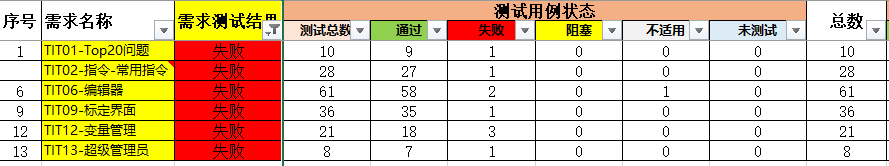 序号 需求名称 需求测试结果 测试用例状态 总数
测试总数 通过 失败 阻塞 不适用 未测试
1 TIT01-Top20问题 失败 10 9 1 0 0 0 10
TIT02-指令-常用指令 失败 28 27 1 0 0 0 28
6 TIT06-编辑器 失败 61 58 2 0 1 0 61
9 TIT09-标定界面 失败 36 35 1 0 0 0 36
12 TIT12-变量管理 失败 21 18 3 0 0 0 21
13 TIT13-超级管理员 失败 8 7 1 0 0 0 8